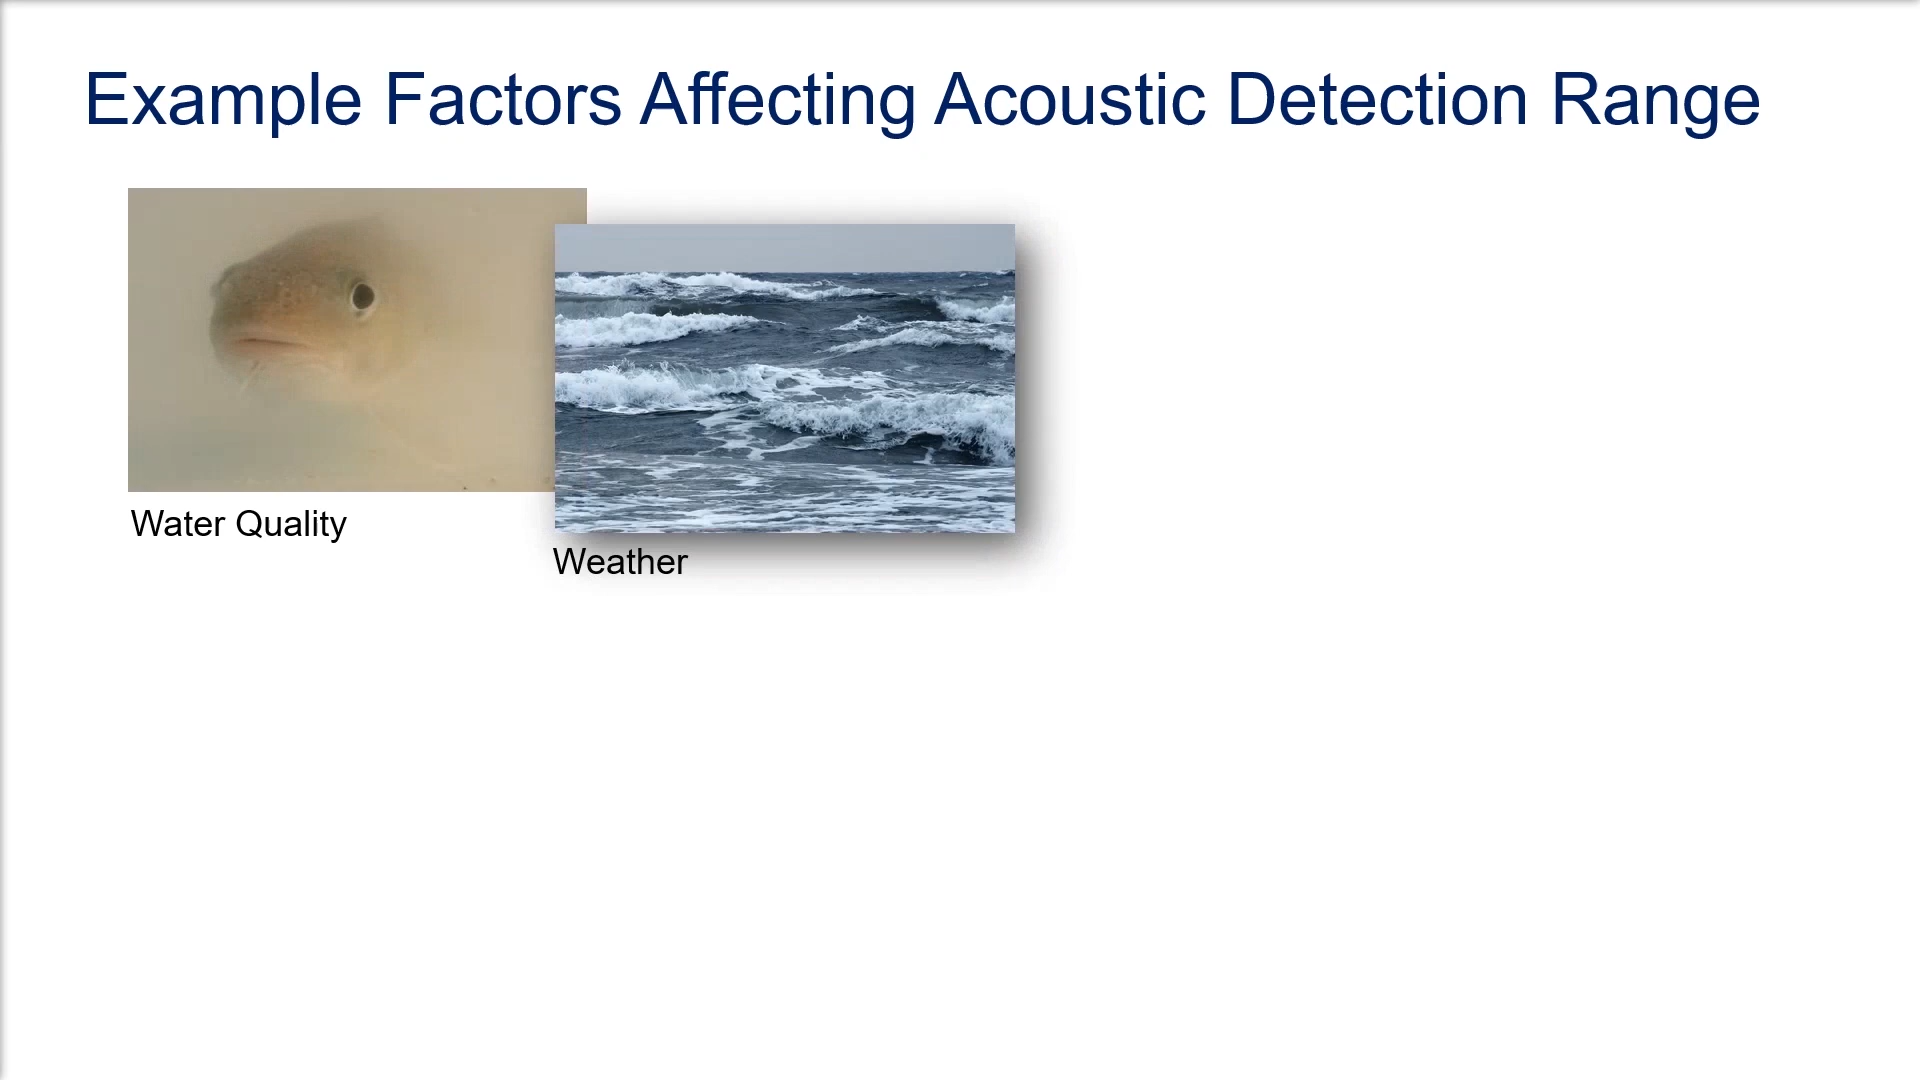 Example Factors Affecting Acoustic Detection Range
Water Quality
Weather